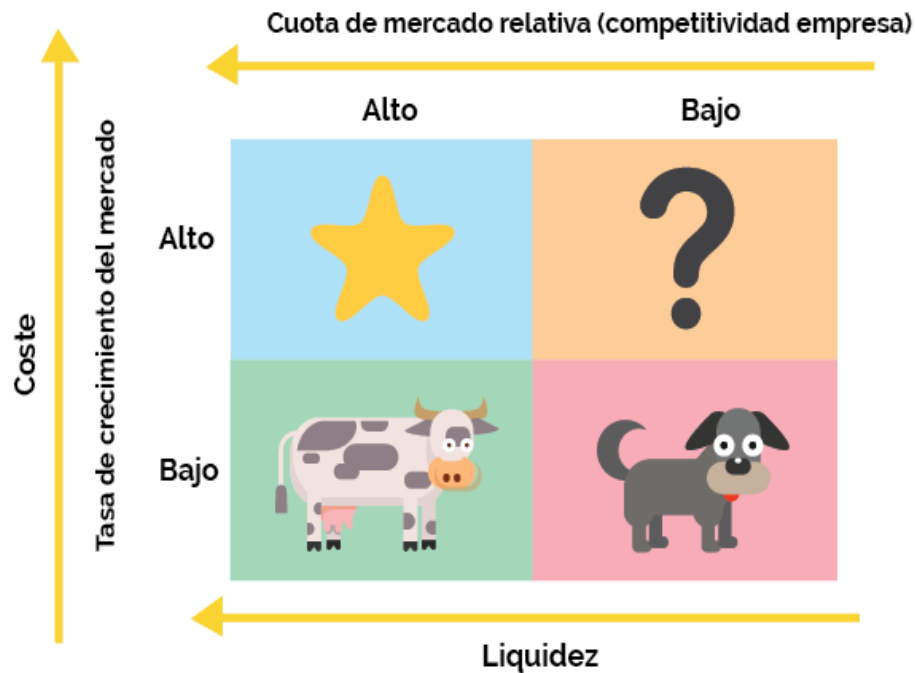 Cuota de mercado relativa (competitividad empresa)
Alto
Bajo
Coste
Tasa de crecimiento del mercado
Alto
?
Bajo
Liquidez